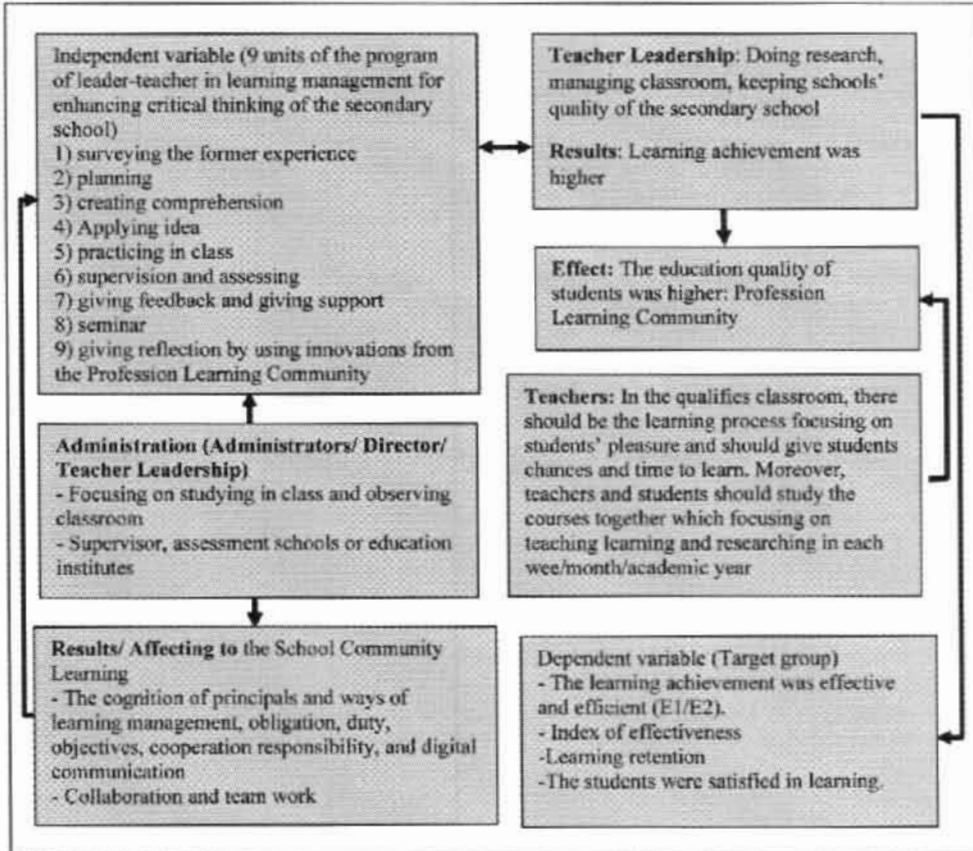 Independent variable (9 units of the program
of leader-teacher in learning management for
enhancing critical thinking of the secondary
school)
1) surveying the former experience
2) planning
3) creating comprehension
4) Applying idea
5) practicing in class
6) supervision and assessing
7) giving feedback and giving support
8) seminar
9) giving reflection by using innovations from
the Profession Learning Community
Administration (Administrators/ Director/
Teacher Leadership)
- Focusing on studying in class and observing
classroom
- Supervisor, assessment schools or education
institutes
Results/ Affecting to the School Community
Learning
- The cognition of principals and ways of
learning management, obligation, duty,
objectives, cooperation responsibility, and digital
communication
- Collaboration and team work
Teacher Leadership: Doing research,
managing classroom, keeping schools'
quality of the secondary school
Results: Learning achievement was
higher
Effect: The education quality of
students was higher: Profession
Learning Community
Teachers: In the qualifies classroom, there
should be the learning process focusing on
students' pleasure and should give students
chances and time to learn. Moreover,
teachers and students should study the
courses together which focusing on
teaching learning and researching in each
wee/month/academic year
Dependent variable (Target group)
- The learning achievement was effective
and efficient (E1/E2).
- Index of effectiveness
-Learning retention
-The students were satisfied in learning.